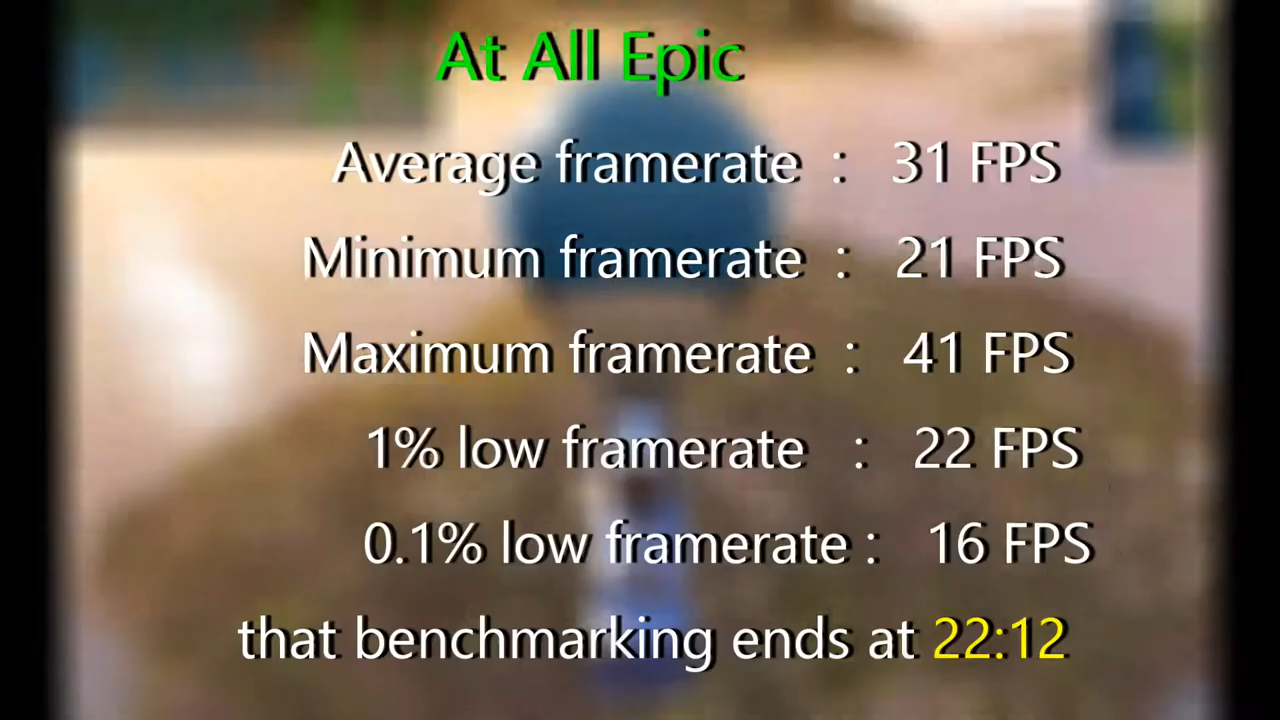 At All Epic
Average framerate : 31 FPS
Minimum framerate : 21 FPS
Maximum framerate : 41 FPS
1% low framerate : 22 FPS
0.1% low framerate : 16 FPS
that benchmarking ends at 22:12